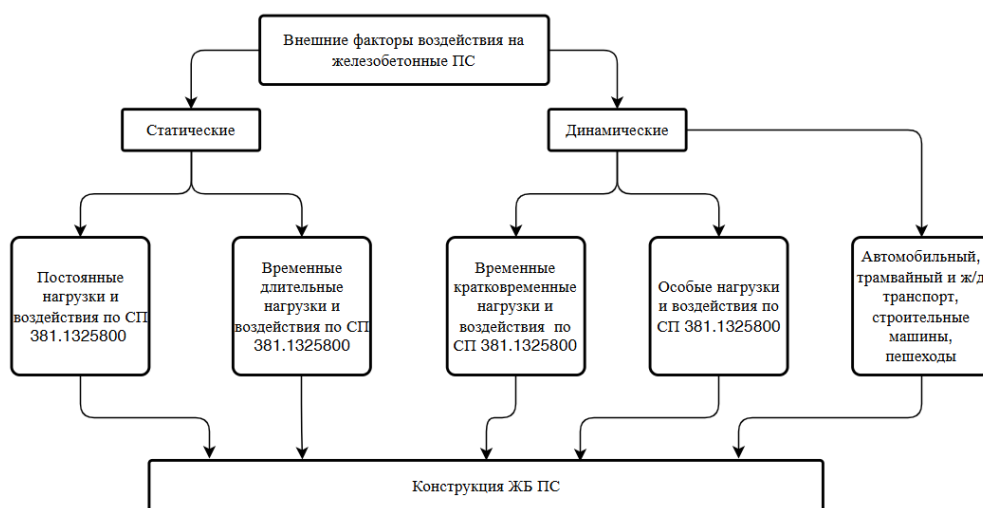 Внешние факторы воздействия на
железобетонные ПС
Статические
Динамические
Постоянные
нагрузки и
воздействия по СП
381.1325800
Временные
длительные
нагрузки и
воздействия по СП
381.1325800
Временные
кратковременные
нагрузки и
воздействия по
СП 381.1325800
Особые нагрузки
и воздействия по
СП 381.1325800
Автомобильный,
трамвайный и ж/д
транспорт,
строительные
машины,
пешеходы
Конструкция ЖБ ПС